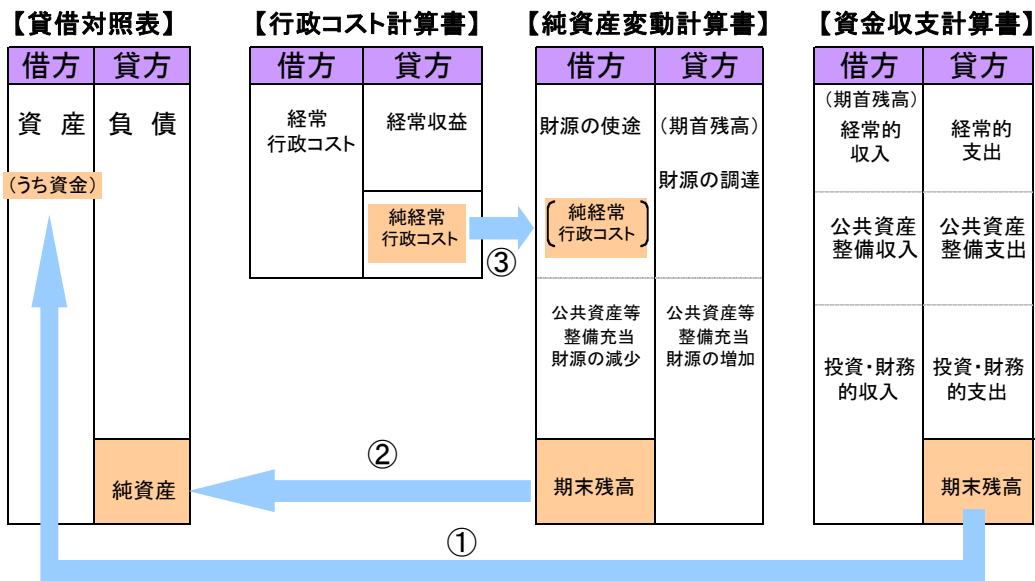 【貸借対照表】
借方 貸方
資 産 負 債
(うち資金)
純資産
【行政コスト計算書】
借方 貸方
経常
行政コスト
経常収益
純経常
行政コスト
③
【純資産変動計算書】
借方 貸方
財源の使途
(期首残高)
財源の調達
純経常
行政コスト
公共資産等
整備充当
財源の減少
公共資産等
整備充当
財源の増加
期末残高
②
【資金収支計算書】
借方 貸方
(期首残高)
経常的
収入
経常的
支出
公共資産
整備収入
公共資産
整備支出
投資・財務
的収入
投資・財務
的支出
期末残高
①